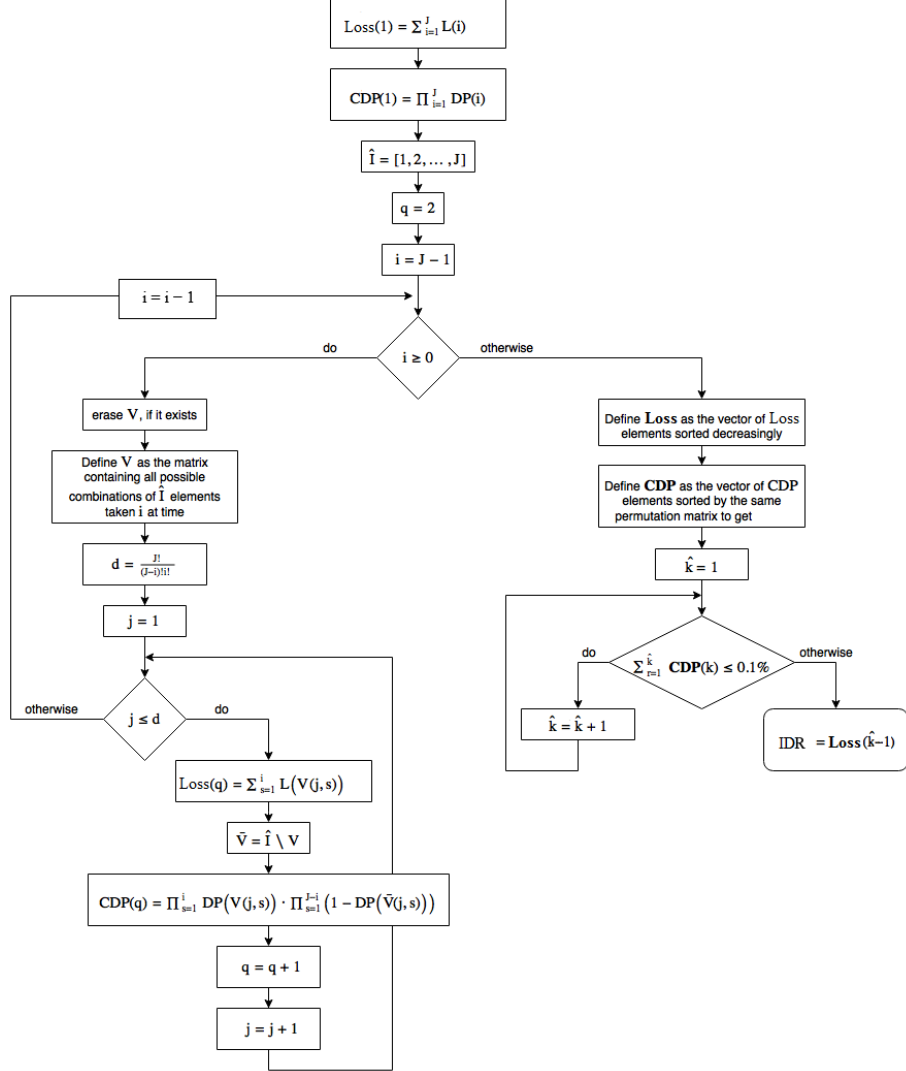 Loss(1) = Σ_{i=1}^{J} L(i)
CDP(1) = ∏_{i=1}^{J} DP(i)
Î = [1, 2, … , J]
q = 2
i = J − 1
i = i − 1
i ≥ 0
do
otherwise
erase V, if it exists
Define V as the matrix
containing all possible
combinations of Î elements
taken i at time
d = J!/((J−i)!i!)
j = 1
j ≤ d
otherwise
do
Loss(q) = Σ_{s=1}^{i} L(V(j, s))
V̄ = Î \ V
CDP(q) = ∏_{s=1}^{i} DP(V(j, s)) · ∏_{s=1}^{J−i} (1 − DP(V̄(j, s)))
q = q + 1
j = j + 1
Define Loss as the vector of Loss
elements sorted decreasingly
Define CDP as the vector of CDP
elements sorted by the same
permutation matrix to get
k̂ = 1
do
Σ_{r=1}^{k̂} CDP(k) ≤ 0.1%
otherwise
k̂ = k̂ + 1
IDR = Loss(k̂−1)